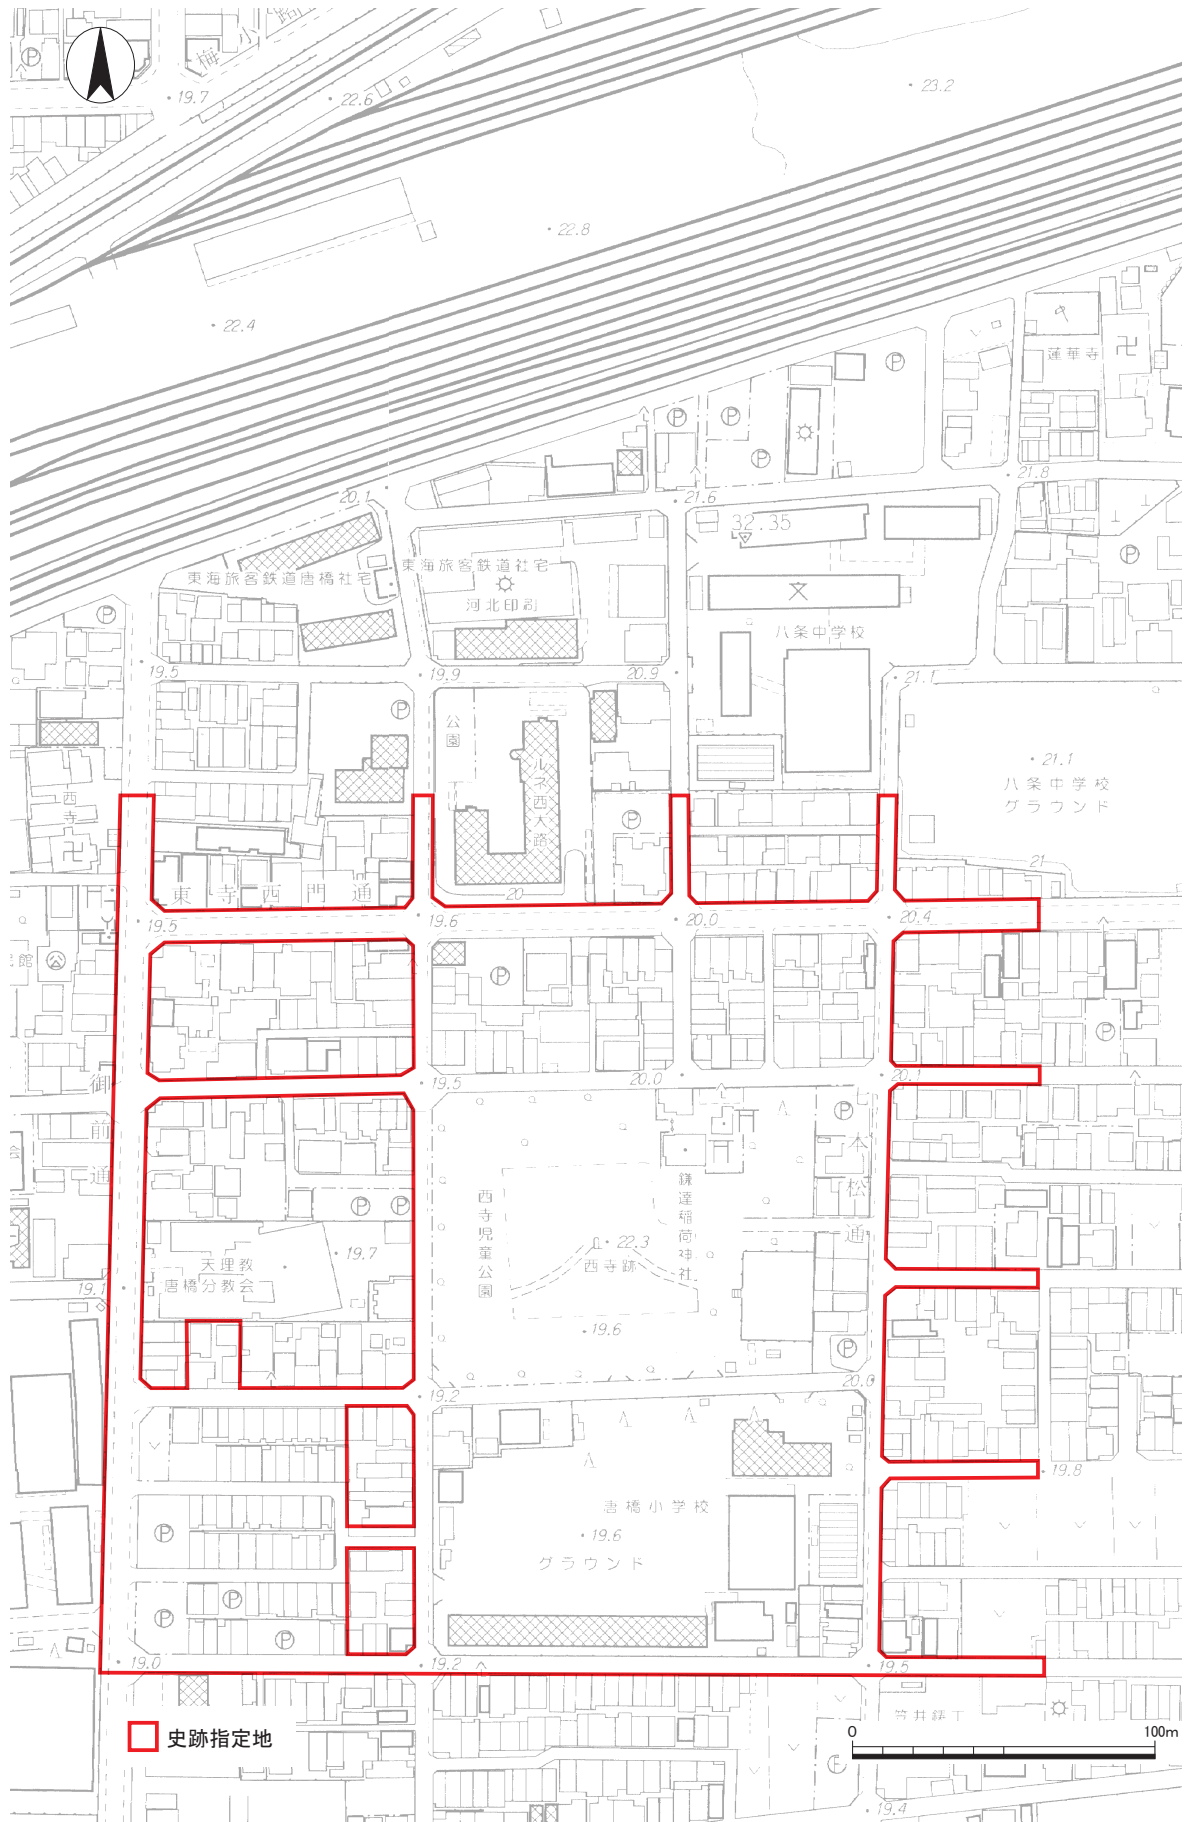 梅小路
19.7
22.6
23.2
22.8
22.4
蓮華寺
21.8
20.1
21.6
32.35
東海旅客鉄道唐橋社宅
東海旅客鉄道社宅
河北印刷
八条中学校
19.5
19.9
20.9
21.1
公園
ルネ西大路
21.1
八条中学校
グラウンド
西寺
21
東寺西門通
20
19.5
19.6
20.0
20.4
館
御前通
19.5
20.0
20.1
西寺児童公園
鎌達稲荷神社
22.3
西寺跡
19.7
天理教
唐橋分教会
会
19.1
19.6
19.2
20.0
19.8
唐橋小学校
19.6
グラウンド
19.0
19.2
19.5
史跡指定地
0
100m
19.4